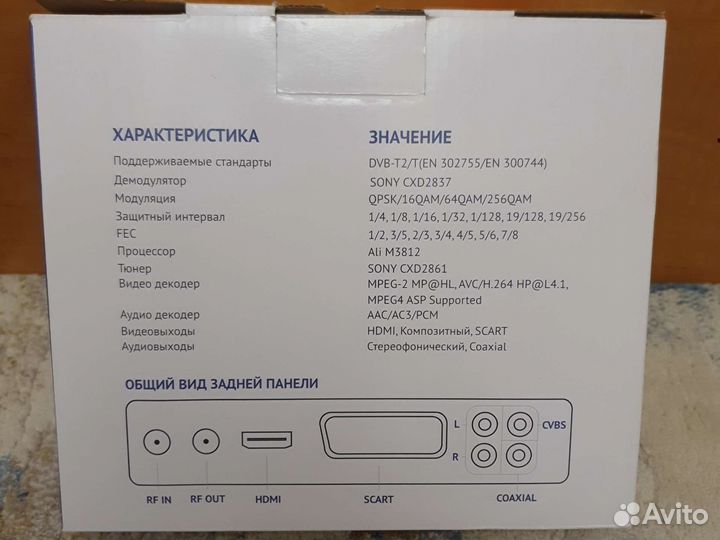 ХАРАКТЕРИСТИКА ЗНАЧЕНИЕ
Поддерживаемые стандарты DVB-T2/T(EN 302755/EN 300744)
Демодулятор SONY CXD2837
Модуляция QPSK/16QAM/64QAM/256QAM
Защитный интервал 1/4, 1/8, 1/16, 1/32, 1/128, 19/128, 19/256
FEC 1/2, 3/5, 2/3, 3/4, 4/5, 5/6, 7/8
Процессор Ali M3812
Тюнер SONY CXD2861
Видео декодер MPEG-2 MP@HL, AVC/H.264 HP@L4.1,
MPEG4 ASP Supported
Аудио декодер AAC/AC3/PCM
Видеовыходы HDMI, Композитный, SCART
Аудиовыходы Стереофонический, Coaxial
ОБЩИЙ ВИД ЗАДНЕЙ ПАНЕЛИ
L CVBS
R
RF IN RF OUT HDMI SCART COAXIAL
Avito